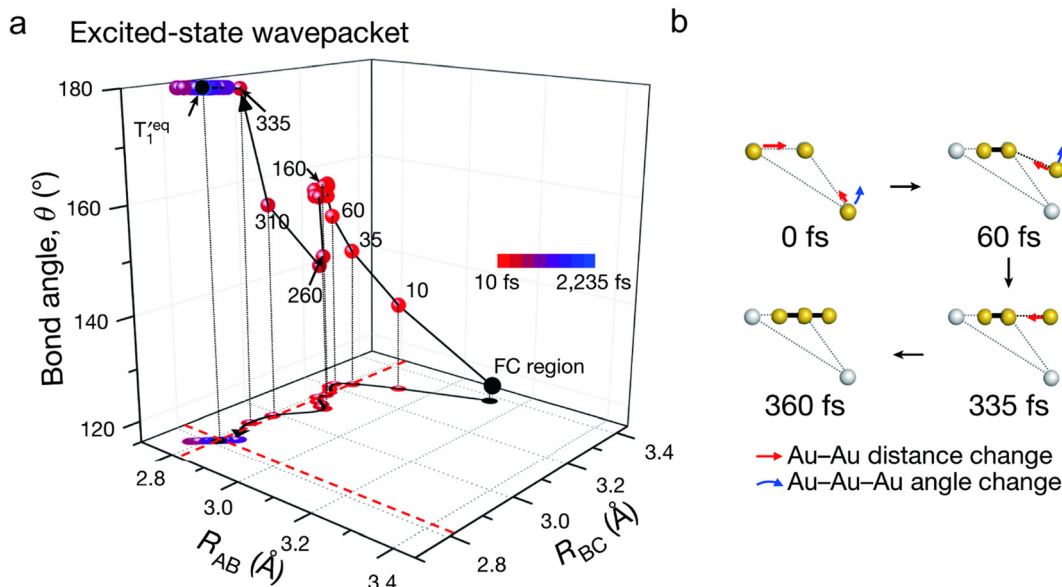 a
Excited-state wavepacket
180
160
140
120
Bond angle, θ (°)
T₁′eq
335
160
310
60
35
260
10
10 fs
2,235 fs
FC region
2.8
3.0
3.2
3.4
R_AB (Å)
2.8
3.0
3.2
3.4
R_BC (Å)
b
0 fs
60 fs
360 fs
335 fs
Au–Au distance change
Au–Au–Au angle change